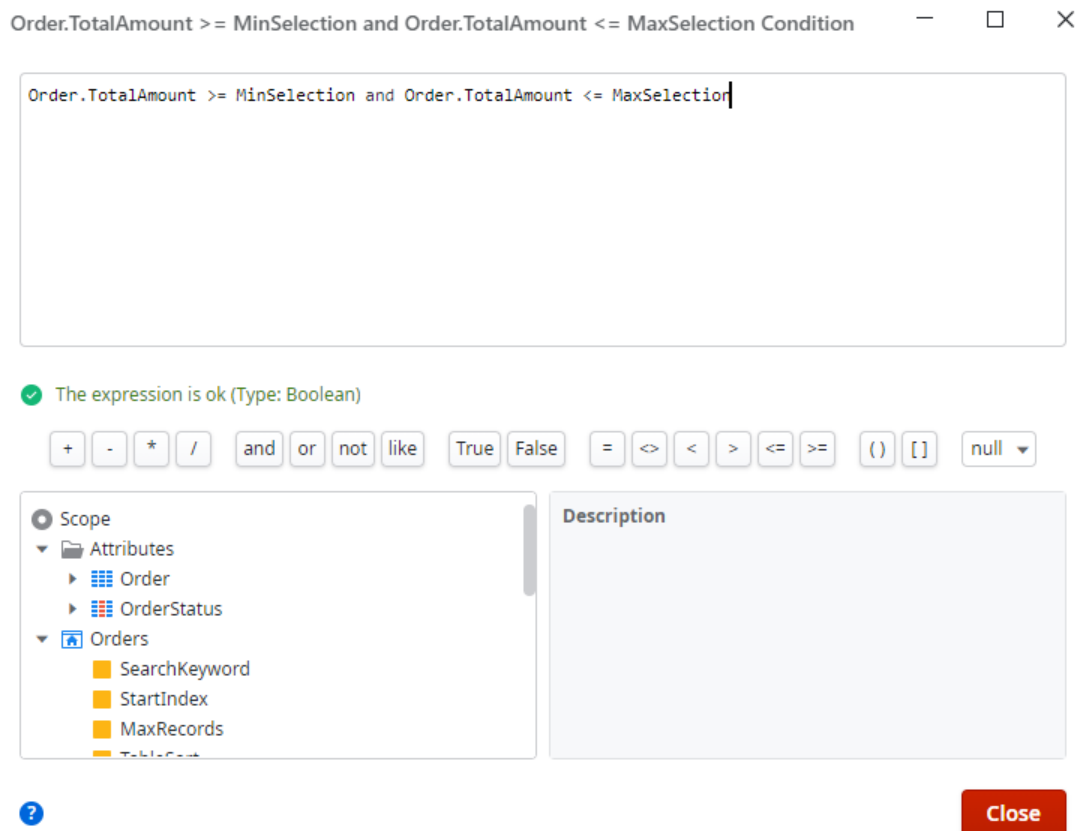 Order.TotalAmount >= MinSelection and Order.TotalAmount <= MaxSelection Condition
Order.TotalAmount >= MinSelection and Order.TotalAmount <= MaxSelection
The expression is ok (Type: Boolean)
+ - * / and or not like True False = <> < > <= >= () [] null
Scope
Description
Attributes
Order
OrderStatus
Orders
SearchKeyword
StartIndex
MaxRecords
TableSort
?
Close